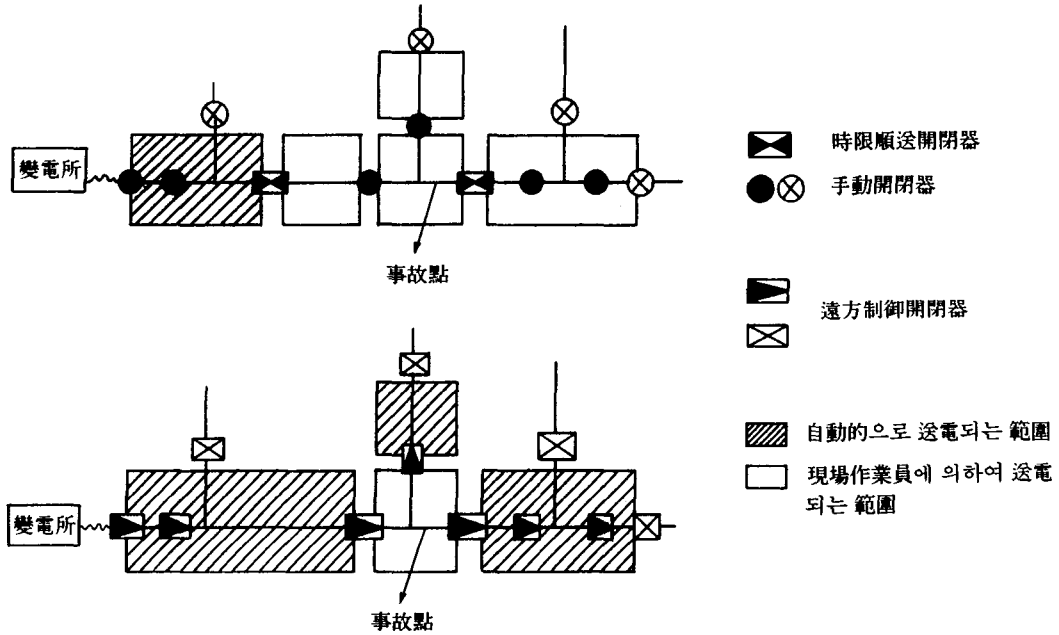 變電所
事故點
時限順送開閉器
手動開閉器
遠方制御開閉器
變電所
事故點
自動的으로 送電되는 範圍
現場作業員에 의하여 送電
되는 範圍